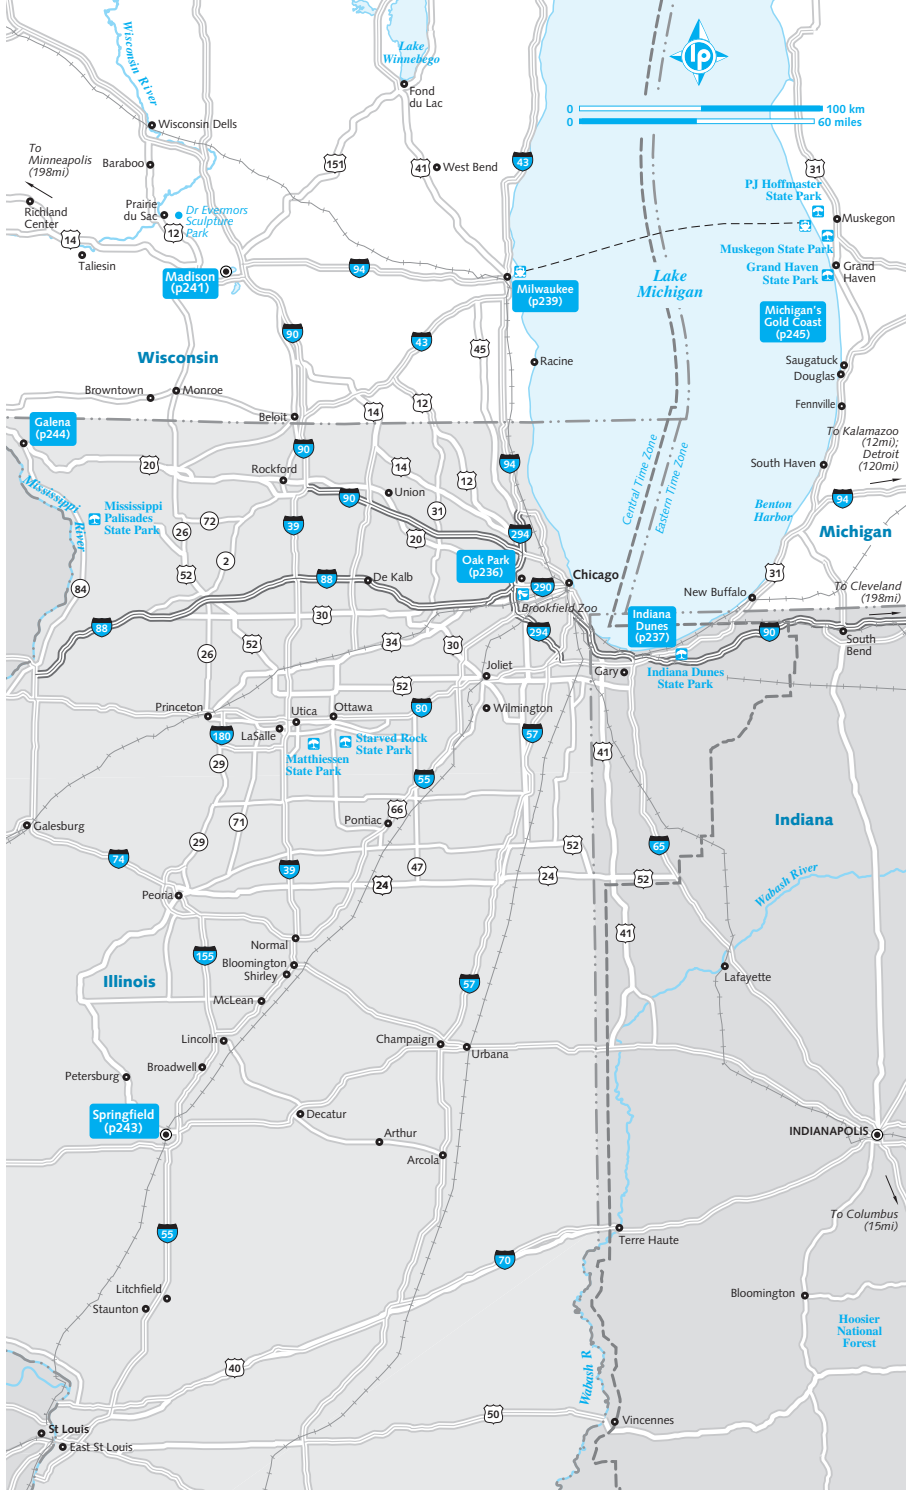 Wisconsin River
Lake
Winnebego
Fond
du Lac
lp
0
100 km
0
60 miles
Wisconsin Dells
To
Minneapolis
(198mi)
Baraboo
151
41
West Bend
43
31
PJ Hoffmaster
State Park
Richland
Center
Prairie
du Sac
Dr Evermors
Sculpture
Park
12
14
Taliesin
Muskegon
Muskegon State Park
Grand Haven
State Park
Grand
Haven
Madison
(p241)
94
Milwaukee
(p239)
Lake
Michigan
Michigan's
Gold Coast
(p245)
90
43
45
Wisconsin
Racine
Saugatuck
Douglas
Browntown
Monroe
Fennville
Beloit
14
12
Galena
(p244)
To Kalamazoo
(12mi);
Detroit
(120mi)
90
20
Rockford
14
12
94
South Haven
Central Time Zone
Eastern Time Zone
Mississippi
River
Mississippi
Palisades
State Park
90
Union
94
Benton
Harbor
Michigan
26
72
39
31
20
294
2
52
Oak Park
(p236)
Chicago
31
84
88
De Kalb
290
Brookfield Zoo
New Buffalo
To Cleveland
(198mi)
30
88
294
Indiana
Dunes
(p237)
90
South
Bend
26
52
34
30
Joliet
Gary
Indiana Dunes
State Park
52
Princeton
Utica
Ottawa
80
Wilmington
180
LaSalle
57
Starved Rock
State Park
Matthiessen
State Park
41
29
55
66
Pontiac
Galesburg
71
Indiana
29
52
65
74
39
47
24
24
52
Wabash River
Peoria
41
Normal
155
Bloomington
Shirley
Lafayette
Illinois
57
McLean
Lincoln
Champaign
Urbana
Broadwell
Petersburg
Springfield
(p243)
Decatur
Arthur
Arcola
INDIANAPOLIS
To Columbus
(15mi)
55
Terre Haute
70
Litchfield
Staunton
Bloomington
Hoosier
National
Forest
40
Wabash R
50
Vincennes
St Louis
East St Louis